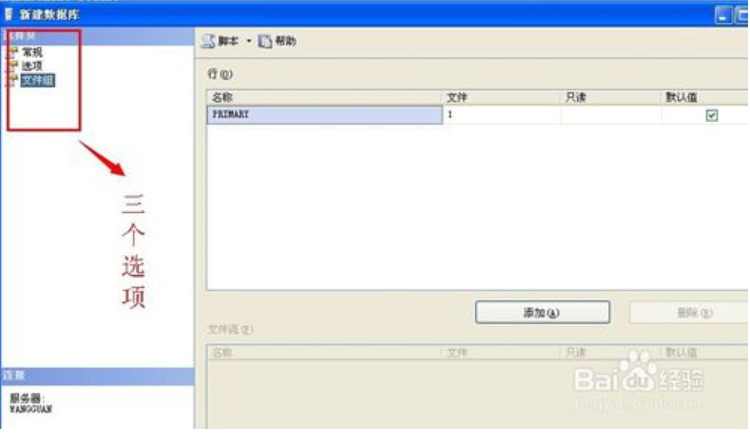 新建数据库
选择页
常规
选项
文件组
脚本 帮助
行(O)
名称 文件 只读 默认值
PRIMARY 1
三个选项
添加(A) 删除(R)
文件流(F)
名称 文件 只读 默认值
连接
服务器:
YANGGUAN
Baidu 经验
jingyan.baidu.com